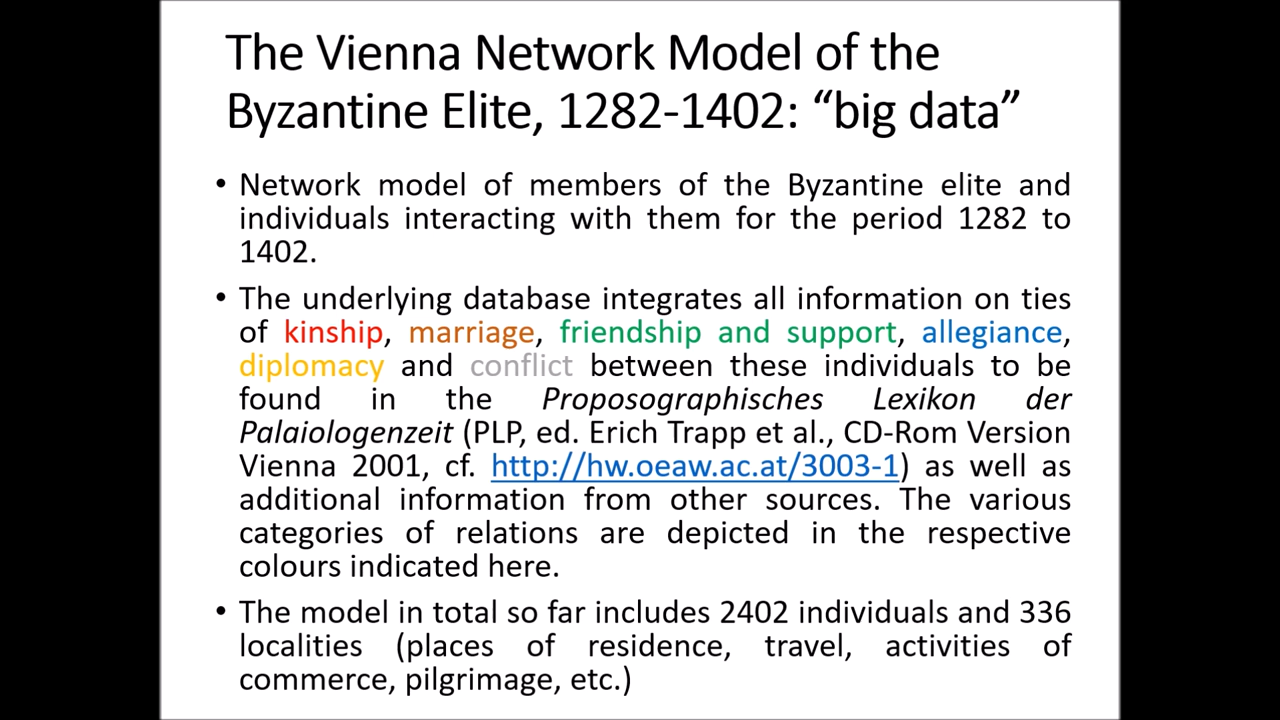 The Vienna Network Model of the
Byzantine Elite, 1282-1402: “big data”
• Network model of members of the Byzantine elite and
individuals interacting with them for the period 1282 to
1402.
• The underlying database integrates all information on ties
of kinship, marriage, friendship and support, allegiance,
diplomacy and conflict between these individuals to be
found in the Proposographisches Lexikon der
Palaiologenzeit (PLP, ed. Erich Trapp et al., CD-Rom Version
Vienna 2001, cf. http://hw.oeaw.ac.at/3003-1) as well as
additional information from other sources. The various
categories of relations are depicted in the respective
colours indicated here.
• The model in total so far includes 2402 individuals and 336
localities (places of residence, travel, activities of
commerce, pilgrimage, etc.)